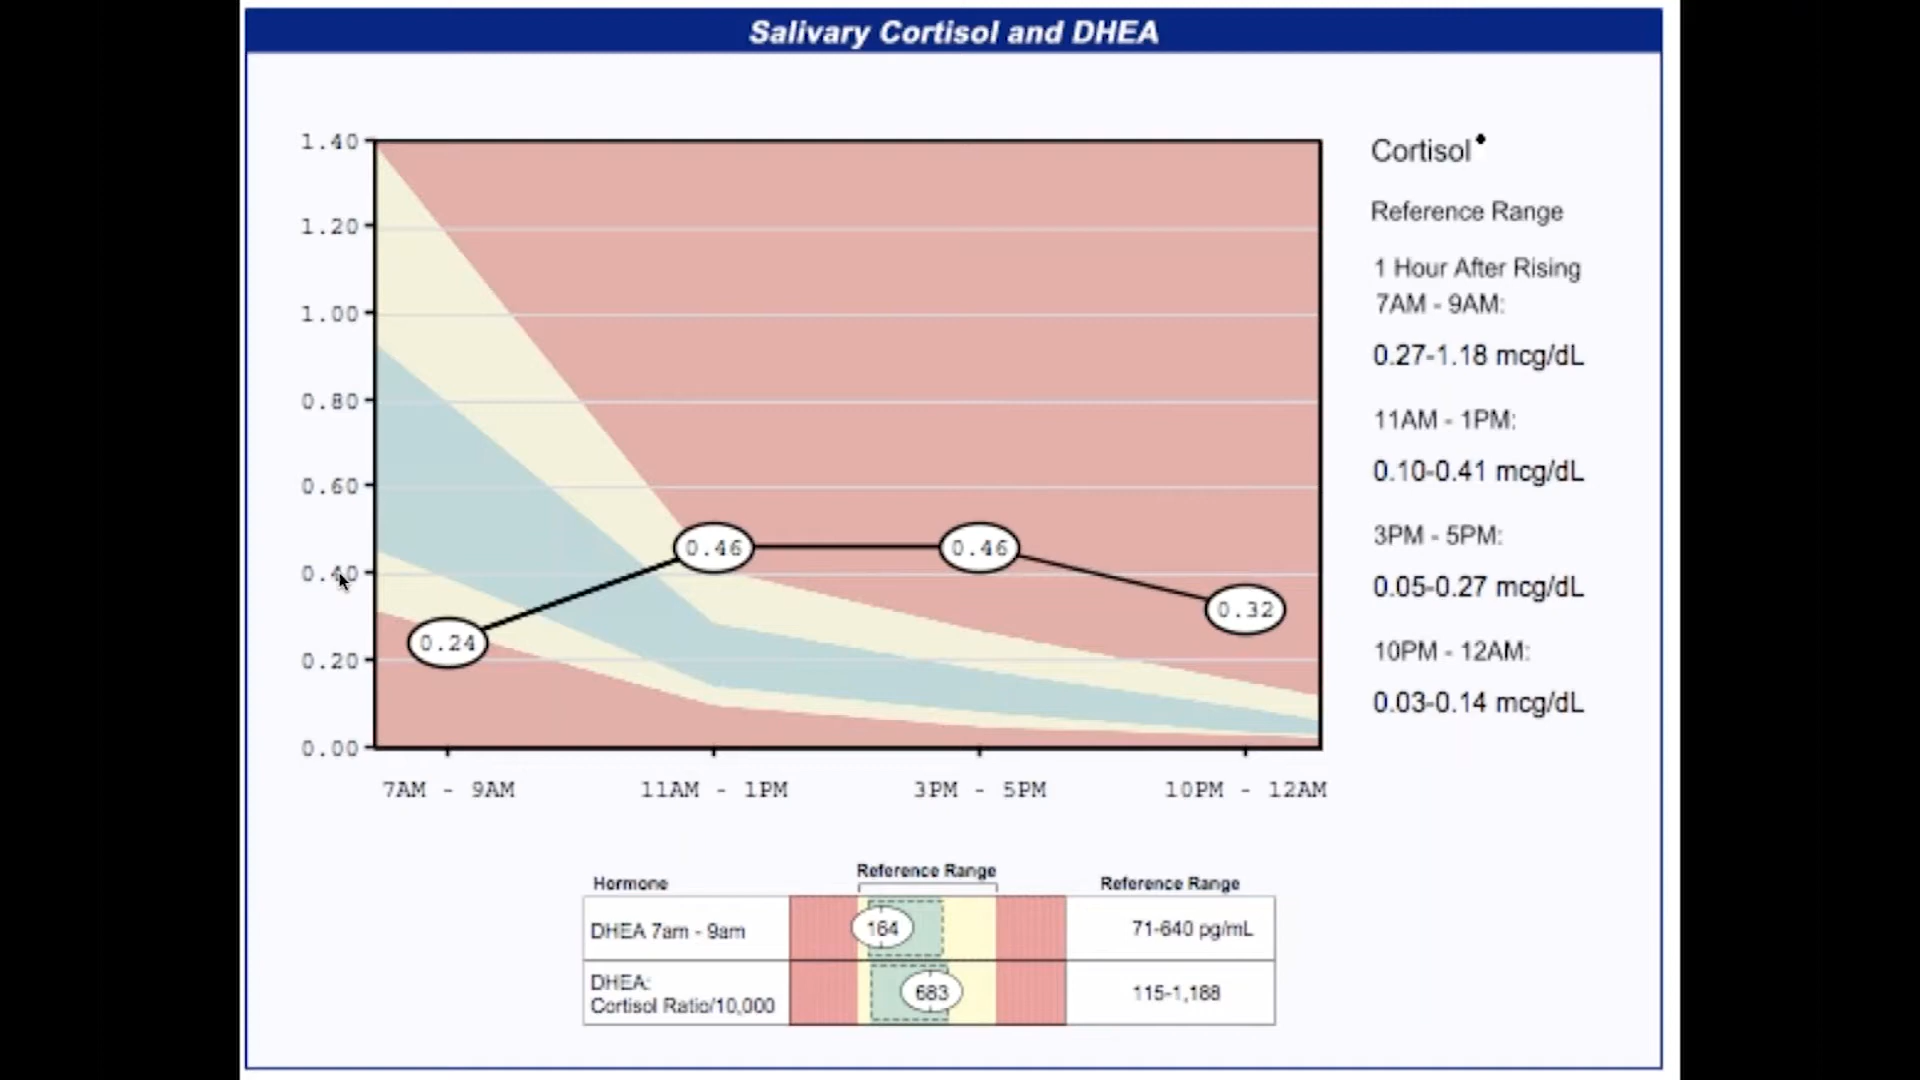 Salivary Cortisol and DHEA
1.40
1.20
1.00
0.80
0.60
0.40
0.20
0.00
0.24
0.46
0.46
0.32
7AM - 9AM
11AM - 1PM
3PM - 5PM
10PM - 12AM
Cortisol
Reference Range
1 Hour After Rising
7AM - 9AM:
0.27-1.18 mcg/dL
11AM - 1PM:
0.10-0.41 mcg/dL
3PM - 5PM:
0.05-0.27 mcg/dL
10PM - 12AM:
0.03-0.14 mcg/dL
Hormone
Reference Range
Reference Range
DHEA 7am - 9am
164
71-640 pg/mL
DHEA:
Cortisol Ratio/10,000
683
115-1,188